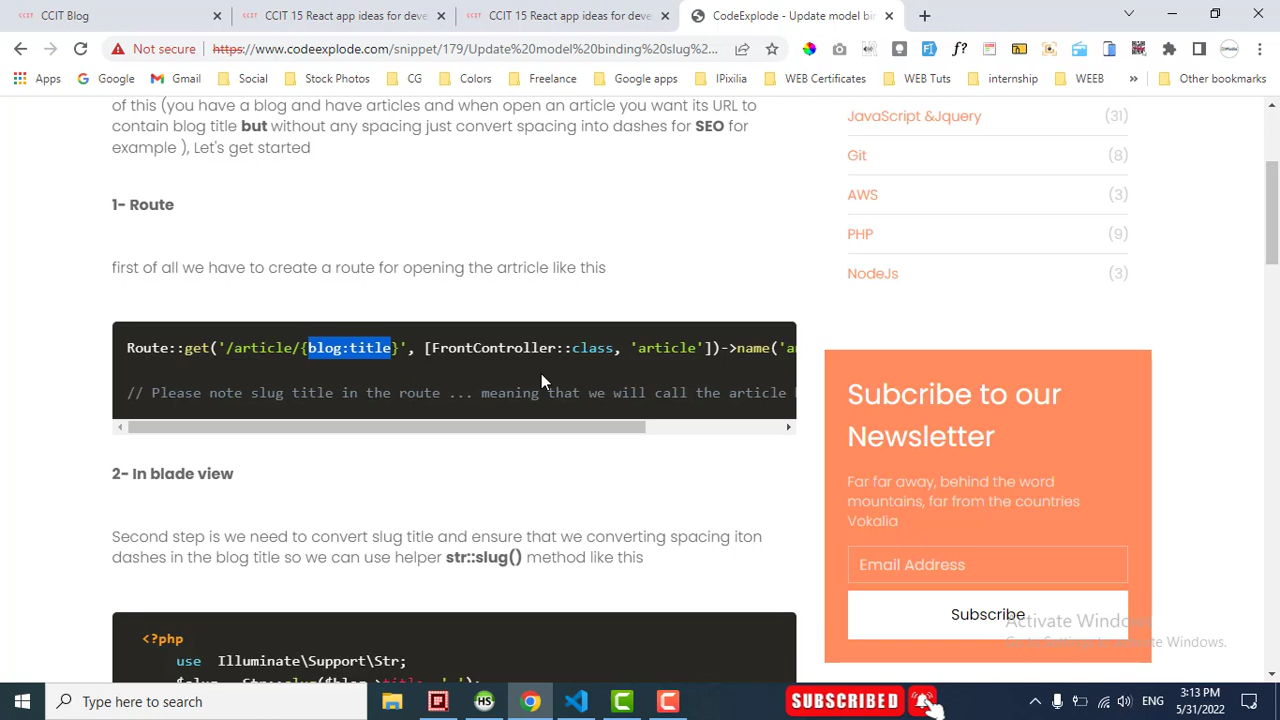 CCIT Blog
CCIT 15 React app ideas for deve
CCIT 15 React app ideas for deve
CodeExplode - Update model bin
Not secure
https://www.codeexplode.com/snippet/179/Update%20model%20binding%20slug%2...
Apps
Google
Gmail
Social
Stock Photos
CG
Colors
Freelance
Google apps
IPixilia
WEB Certificates
WEB Tuts
internship
WEEB
Other bookmarks
of this (you have a blog and have articles and when open an article you want its URL to
contain blog title but without any spacing just convert spacing into dashes for SEO for
example ), Let's get started
1- Route
first of all we have to create a route for opening the artricle like this
Route::get('/article/{blog:title}', [FrontController::class, 'article'])->name('a
// Please note slug title in the route ... meaning that we will call the article
2- In blade view
Second step is we need to convert slug title and ensure that we converting spacing iton
dashes in the blog title so we can use helper str::slug() method like this
<?php
use Illuminate\Support\Str;
JavaScript &Jquery (31)
Git (8)
AWS (3)
PHP (9)
NodeJs (3)
Subcribe to our
Newsletter
Far far away, behind the word
mountains, far from the countries
Vokalia
Email Address
Subscribe
Activate Windows
Go to Settings to activate Windows.
Type here to search
SUBSCRIBED
ENG
3:13 PM
5/31/2022